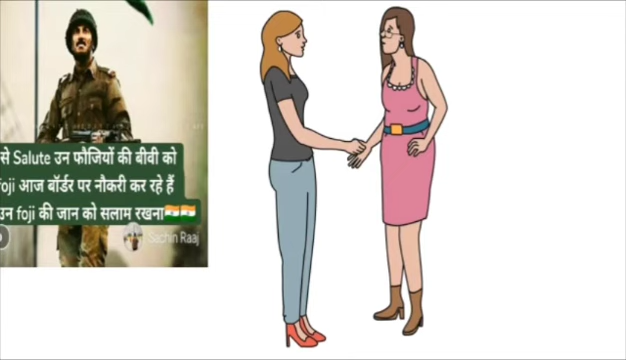 से Salute उन फौजियों की बीवी को
foji आज बॉर्डर पर नौकरी कर रहे हैं
उन foji की जान को सलाम रखना🇮🇳🇮🇳
Sachin Raaj